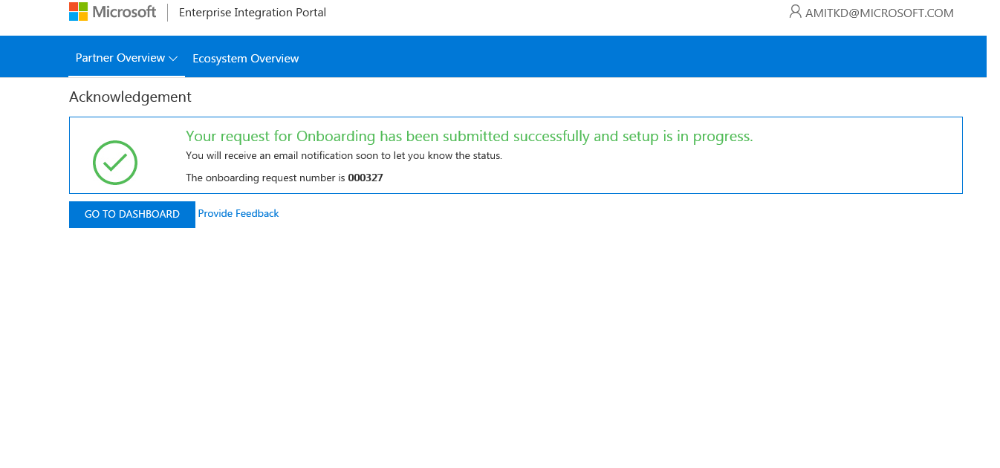 Microsoft Enterprise Integration Portal AMITKD@MICROSOFT.COM
Partner Overview Ecosystem Overview
Acknowledgement
Your request for Onboarding has been submitted successfully and setup is in progress.
You will receive an email notification soon to let you know the status.
The onboarding request number is 000327
GO TO DASHBOARD Provide Feedback